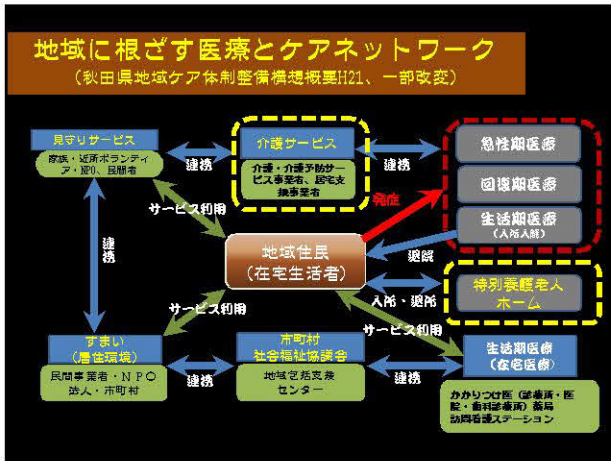 地域に根ざす医療とケアネットワーク
(秋田県地域ケア体制整備構想概要H21、一部改変)
見守りサービス
家族・近所ボランティ
ア・NPO、民間者
連携
介護サービス
介護・介護予防サー
ビス事業者、居宅支
援事業者
連携
急性期医療
回復期医療
生活期医療
(入所入院)
発症
サービス利用
連携
地域住民
(在宅生活者)
退院
入所・退所
特別養護老人
ホーム
サービス利用
サービス利用
すまい
(居住環境)
民間事業者・NPO
法人・市町村
連携
市町村
社会福祉協議会
地域包括支援
センター
連携
生活期医療
(在宅医療)
かかりつけ医(診療所・医
院・歯科診療所)薬局
訪問看護ステーション